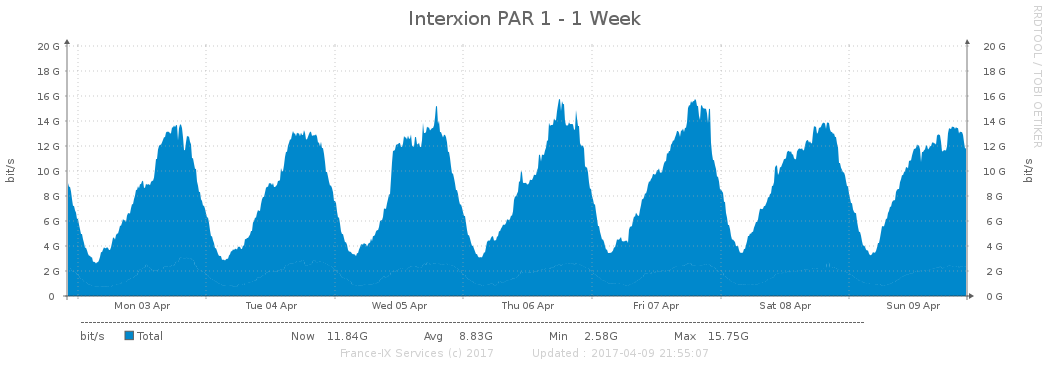 Interxion PAR 1 - 1 Week
RRDTOOL / TOBI OETIKER
bit/s
20 G 20 G
18 G 18 G
16 G 16 G
14 G 14 G
12 G 12 G
10 G 10 G
8 G 8 G
6 G 6 G
4 G 4 G
2 G 2 G
0 0 G
bit/s
Mon 03 Apr Tue 04 Apr Wed 05 Apr Thu 06 Apr Fri 07 Apr Sat 08 Apr Sun 09 Apr
bit/s Total Now 11.84G Avg 8.83G Min 2.58G Max 15.75G
France-IX Services (c) 2017 Updated : 2017-04-09 21:55:07